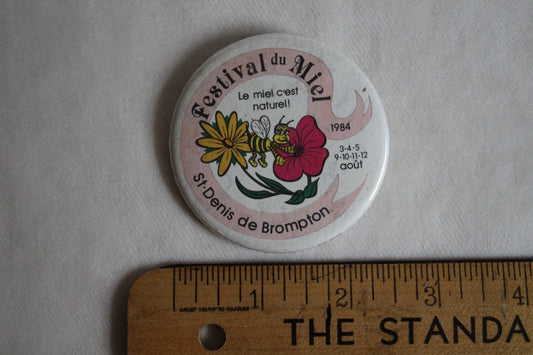 Festival du Miel
Le miel c'est
naturel!
1984
3·4·5
9·10·11·12
août
St-Denis de Brompton
1 2 3 4
THE STANDA